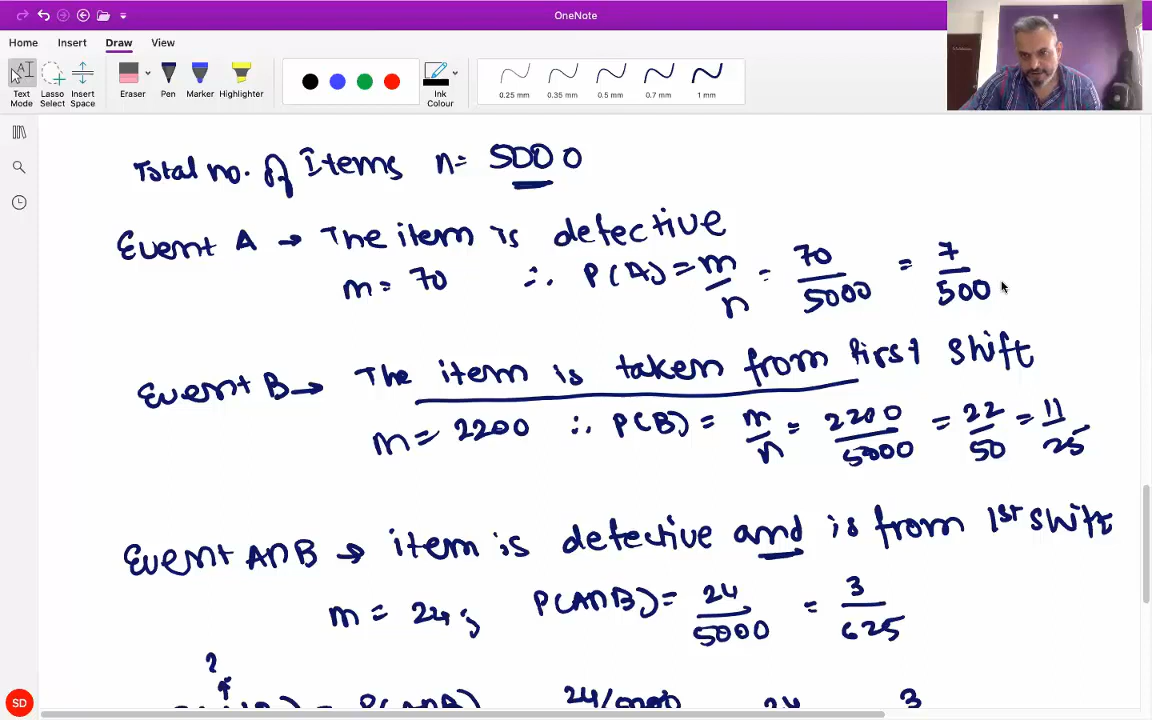 OneNote
Home Insert Draw View
Text Mode Lasso Select Insert Space Eraser Pen Marker Highlighter Ink Colour 0.25 mm 0.35 mm 0.5 mm 0.7 mm 1 mm
Total no. of Items n= 5000
Event A → The item is defective
m= 70 ∴ P(A) = m/n = 70/5000 = 7/500
Event B → The item is taken from first shift
m= 2200 ∴ P(B) = m/n = 2200/5000 = 22/50 = 11/25
Event A∩B → item is defective and is from 1st shift
m = 24; P(A∩B) = 24/5000 = 3/625
?
P(A∩B) 24/5000 24 3
SD